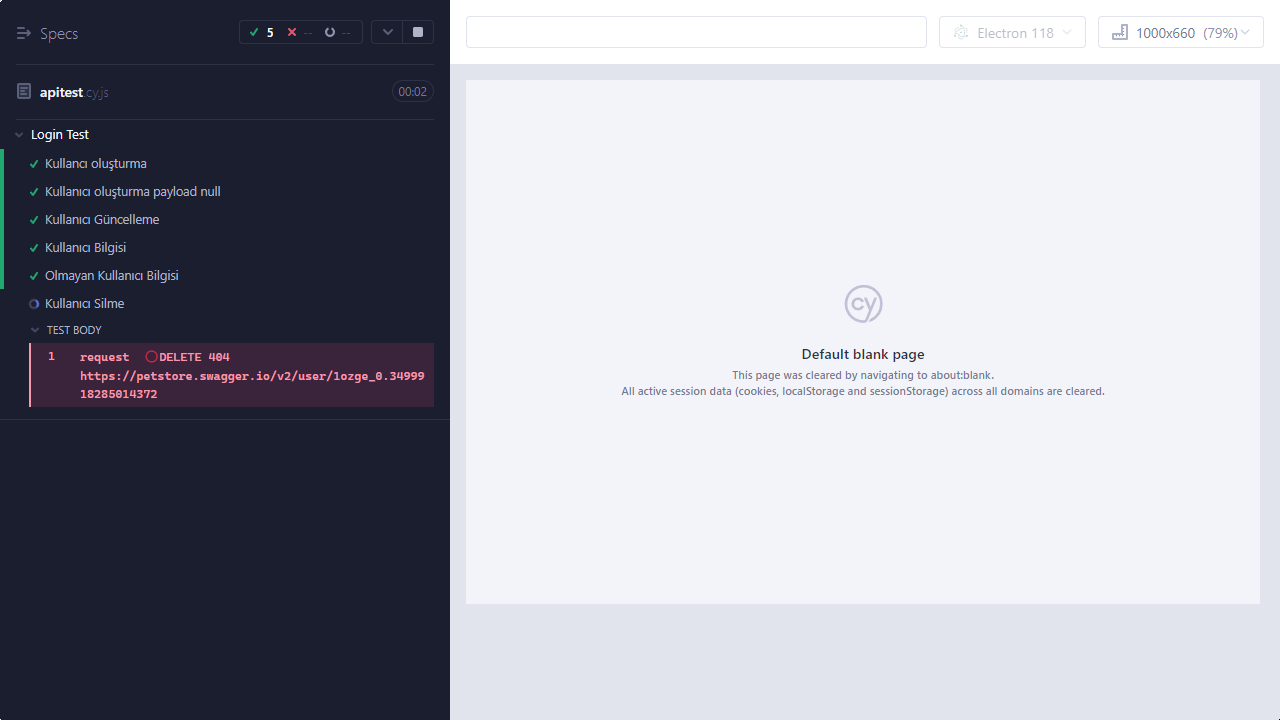 Specs
5
--
--
apitest.cy.js
00:02
Login Test
Kullancı oluşturma
Kullanıcı oluşturma payload null
Kullanıcı Güncelleme
Kullanıcı Bilgisi
Olmayan Kullanıcı Bilgisi
Kullanıcı Silme
TEST BODY
1 request DELETE 404
https://petstore.swagger.io/v2/user/lozge_0.34999
18285014372
Electron 118
1000x660 (79%)
cy
Default blank page
This page was cleared by navigating to about:blank.
All active session data (cookies, localStorage and sessionStorage) across all domains are cleared.